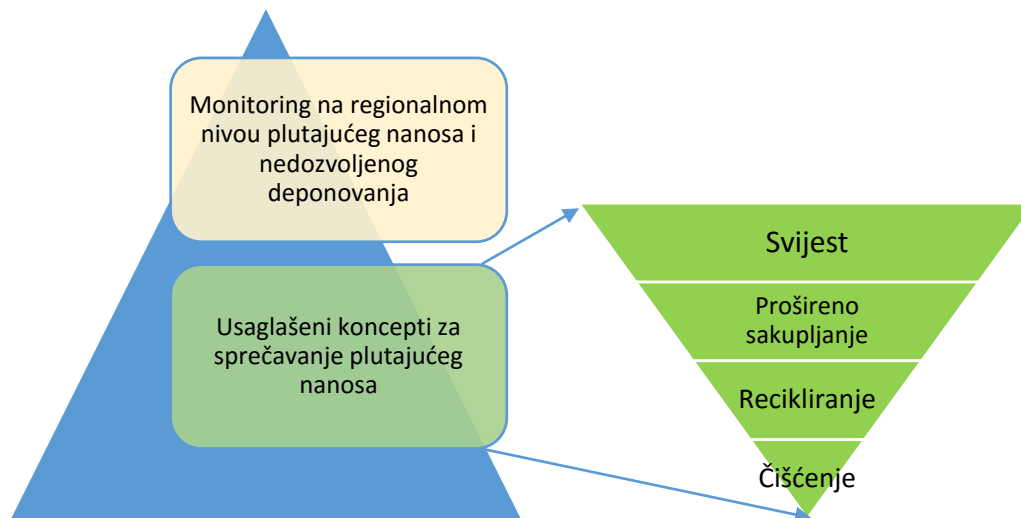 Monitoring na regionalnom
nivou plutajućeg nanosa i
nedozvoljenog
deponovanja
Usaglašeni koncepti za
sprečavanje plutajućeg
nanosa
Svijest
Prošireno
sakupljanje
Recikliranje
Čišćenje